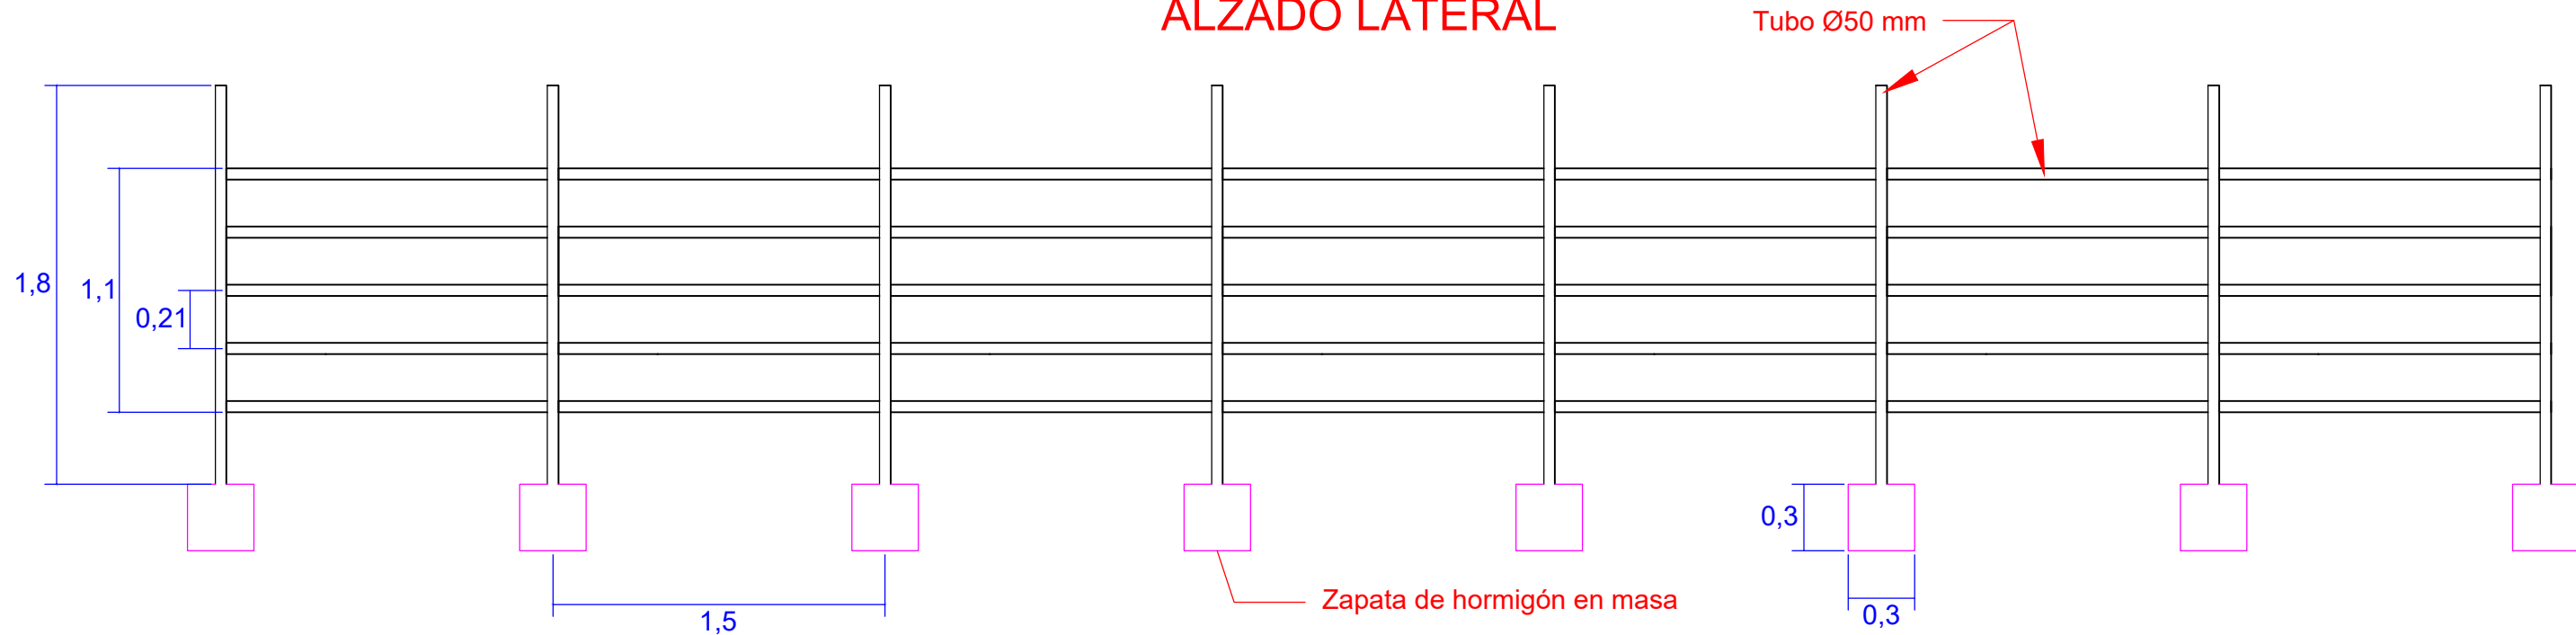 ALZADO LATERAL
Tubo Ø50 mm
1,8
1,1
0,21
0,3
Zapata de hormigón en masa
1,5
0,3